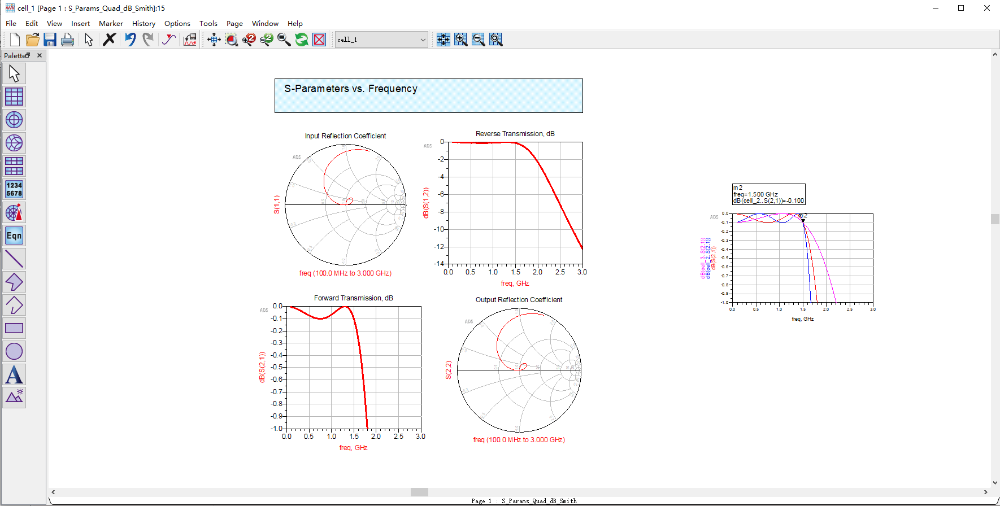 cell_1 [Page 1 : S_Params_Quad_dB_Smith]:15
File Edit View Insert Marker History Options Tools Page Window Help
cell_1
Palette
1234
5678
Eqn
S-Parameters vs. Frequency
Input Reflection Coefficient
ADS
S(1,1)
freq (100.0 MHz to 3.000 GHz)
Reverse Transmission, dB
ADS
0
-2
-4
-6
-8
-10
-12
-14
dB(S(1,2))
0.0 0.5 1.0 1.5 2.0 2.5 3.0
freq, GHz
Forward Transmission, dB
ADS
0.0
-0.1
-0.2
-0.3
-0.4
-0.5
-0.6
-0.7
-0.8
-0.9
-1.0
dB(S(2,1))
0.0 0.5 1.0 1.5 2.0 2.5 3.0
freq, GHz
Output Reflection Coefficient
ADS
S(2,2)
freq (100.0 MHz to 3.000 GHz)
m2
freq=1.500 GHz
dB(cell_2..S(2,1))=-0.100
ADS
m2
0.0
-0.1
-0.2
-0.3
-0.4
-0.5
-0.6
-0.7
-0.8
-0.9
-1.0
dB(cell_3..S(2,1))
dB(cell_2..S(2,1))
dB(S(2,1))
0.0 0.5 1.0 1.5 2.0 2.5 3.0
freq, GHz
Page 1 : S_Params_Quad_dB_Smith